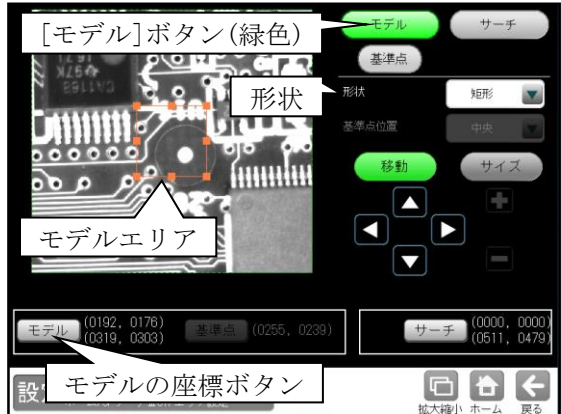 [モデル]ボタン(緑色)
モデル
サーチ
基準点
形状
形状
矩形
基準点位置
中央
移動
サイズ
モデルエリア
モデル
(0192, 0176)
(0319, 0303)
基準点
(0255, 0239)
サーチ
(0000, 0000)
(0511, 0479)
モデルの座標ボタン
拡大縮小
ホーム
戻る